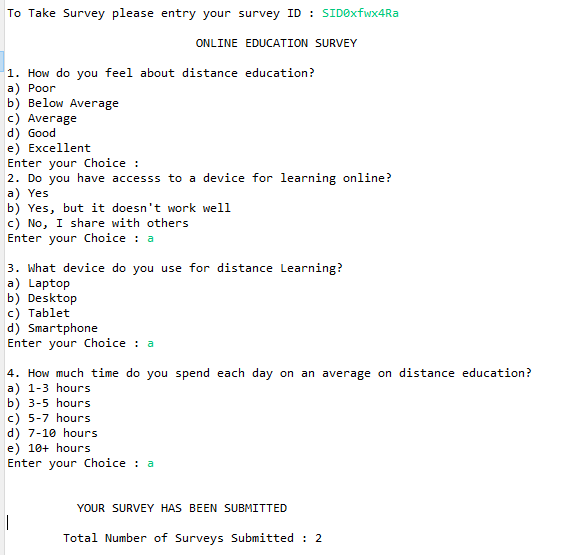 To Take Survey please entry your survey ID : SID0xfwx4Ra
ONLINE EDUCATION SURVEY
1. How do you feel about distance education?
a) Poor
b) Below Average
c) Average
d) Good
e) Excellent
Enter your Choice :
2. Do you have accesss to a device for learning online?
a) Yes
b) Yes, but it doesn't work well
c) No, I share with others
Enter your Choice : a
3. What device do you use for distance Learning?
a) Laptop
b) Desktop
c) Tablet
d) Smartphone
Enter your Choice : a
4. How much time do you spend each day on an average on distance education?
a) 1-3 hours
b) 3-5 hours
c) 5-7 hours
d) 7-10 hours
e) 10+ hours
Enter your Choice : a
YOUR SURVEY HAS BEEN SUBMITTED
Total Number of Surveys Submitted : 2